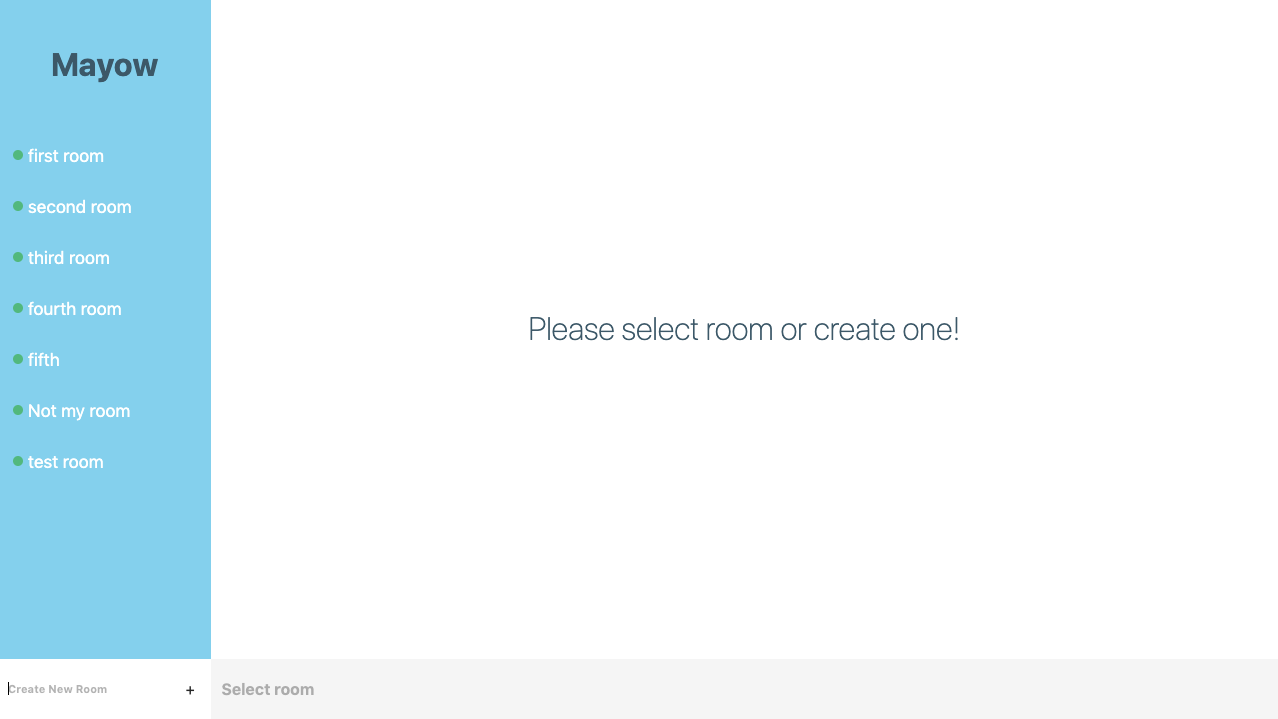 Mayow
first room
second room
third room
fourth room
fifth
Not my room
test room
Please select room or create one!
Create New Room +
Select room